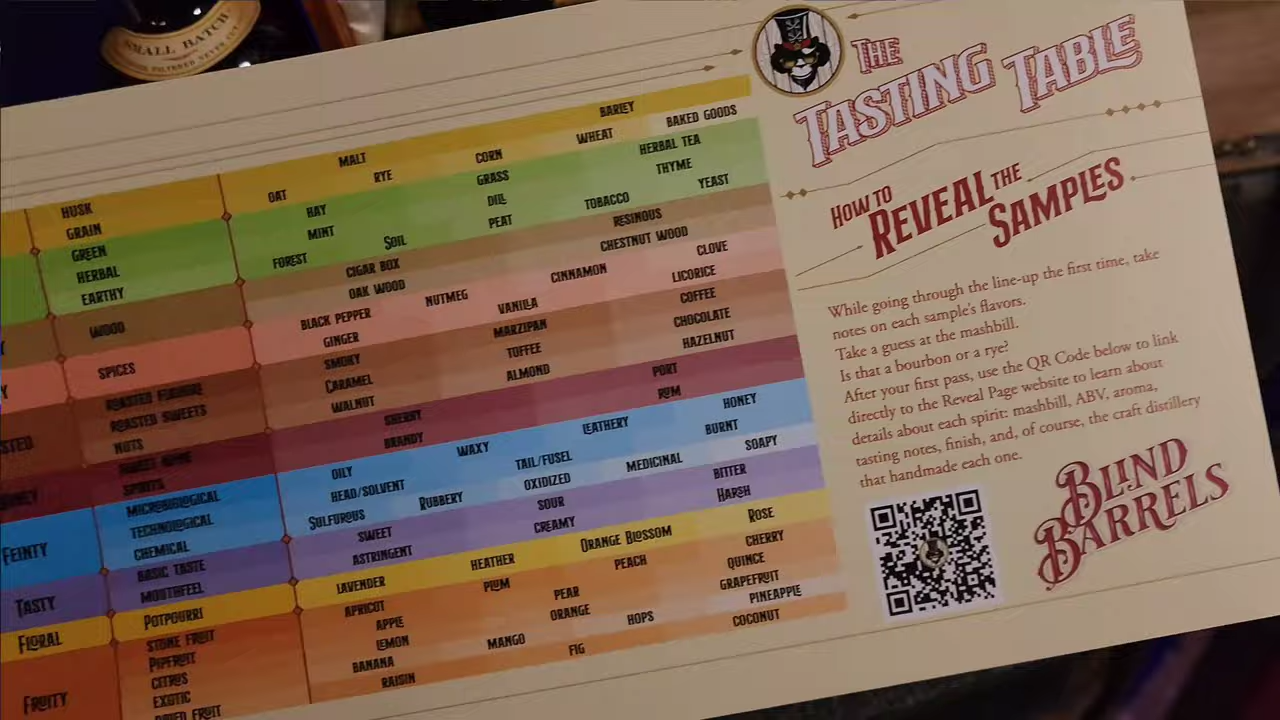 SMALL BATCH
THE
TASTING TABLE
HOW TO
REVEAL THE
SAMPLES
While going through the line-up the first time, take
notes on each sample's flavors.
Take a guess at the mashbill.
Is that a bourbon or a rye?
After your first pass, use the QR Code below to link
directly to the Reveal Page website to learn about
details about each spirit: mashbill, ABV, aroma,
tasting notes, finish, and, of course, the craft distillery
that handmade each one.
BLIND
BARRELS
HUSK MALT CORN BARLEY
GRAIN OAT RYE WHEAT BAKED GOODS
GREEN HAY GRASS HERBAL TEA
HERBAL MINT DILL THYME
EARTHY FOREST SOIL PEAT TOBACCO YEAST
WOOD CIGAR BOX RESINOUS
OAK WOOD CHESTNUT WOOD
SPICES BLACK PEPPER NUTMEG CINNAMON CLOVE
GINGER VANILLA LICORICE
SMOKY MARZIPAN COFFEE
ROASTED SWEETS CARAMEL TOFFEE CHOCOLATE
NUTS WALNUT ALMOND HAZELNUT
SHERRY PORT
SPIRITS BRANDY RUM
FEINTY
MICROBIOLOGICAL OILY WAXY LEATHERY HONEY
TECHNOLOGICAL HEAD/SOLVENT TAIL/FUSEL BURNT
CHEMICAL SULFUROUS RUBBERY OXIDIZED MEDICINAL SOAPY
TASTY
BASIC TASTE SWEET SOUR BITTER
MOUTHFEEL ASTRINGENT CREAMY HARSH
FLORAL
POTPOURRI LAVENDER HEATHER ORANGE BLOSSOM ROSE
FRUITY
STONE FRUIT APRICOT PLUM PEACH CHERRY
PIPFRUIT APPLE PEAR QUINCE
CITRUS LEMON ORANGE GRAPEFRUIT
EXOTIC BANANA MANGO HOPS PINEAPPLE
DRIED FRUIT RAISIN FIG COCONUT